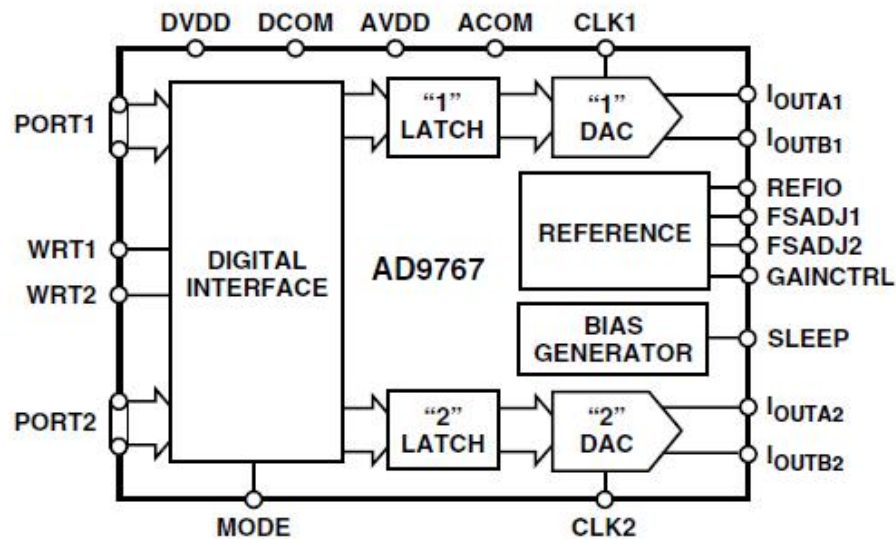 DVDD DCOM AVDD ACOM CLK1
PORT1
“1”
LATCH
“1”
DAC
IOUTA1
IOUTB1
REFIO
FSADJ1
FSADJ2
GAINCTRL
REFERENCE
WRT1
WRT2
DIGITAL
INTERFACE
AD9767
BIAS
GENERATOR
SLEEP
PORT2
“2”
LATCH
“2”
DAC
IOUTA2
IOUTB2
MODE CLK2